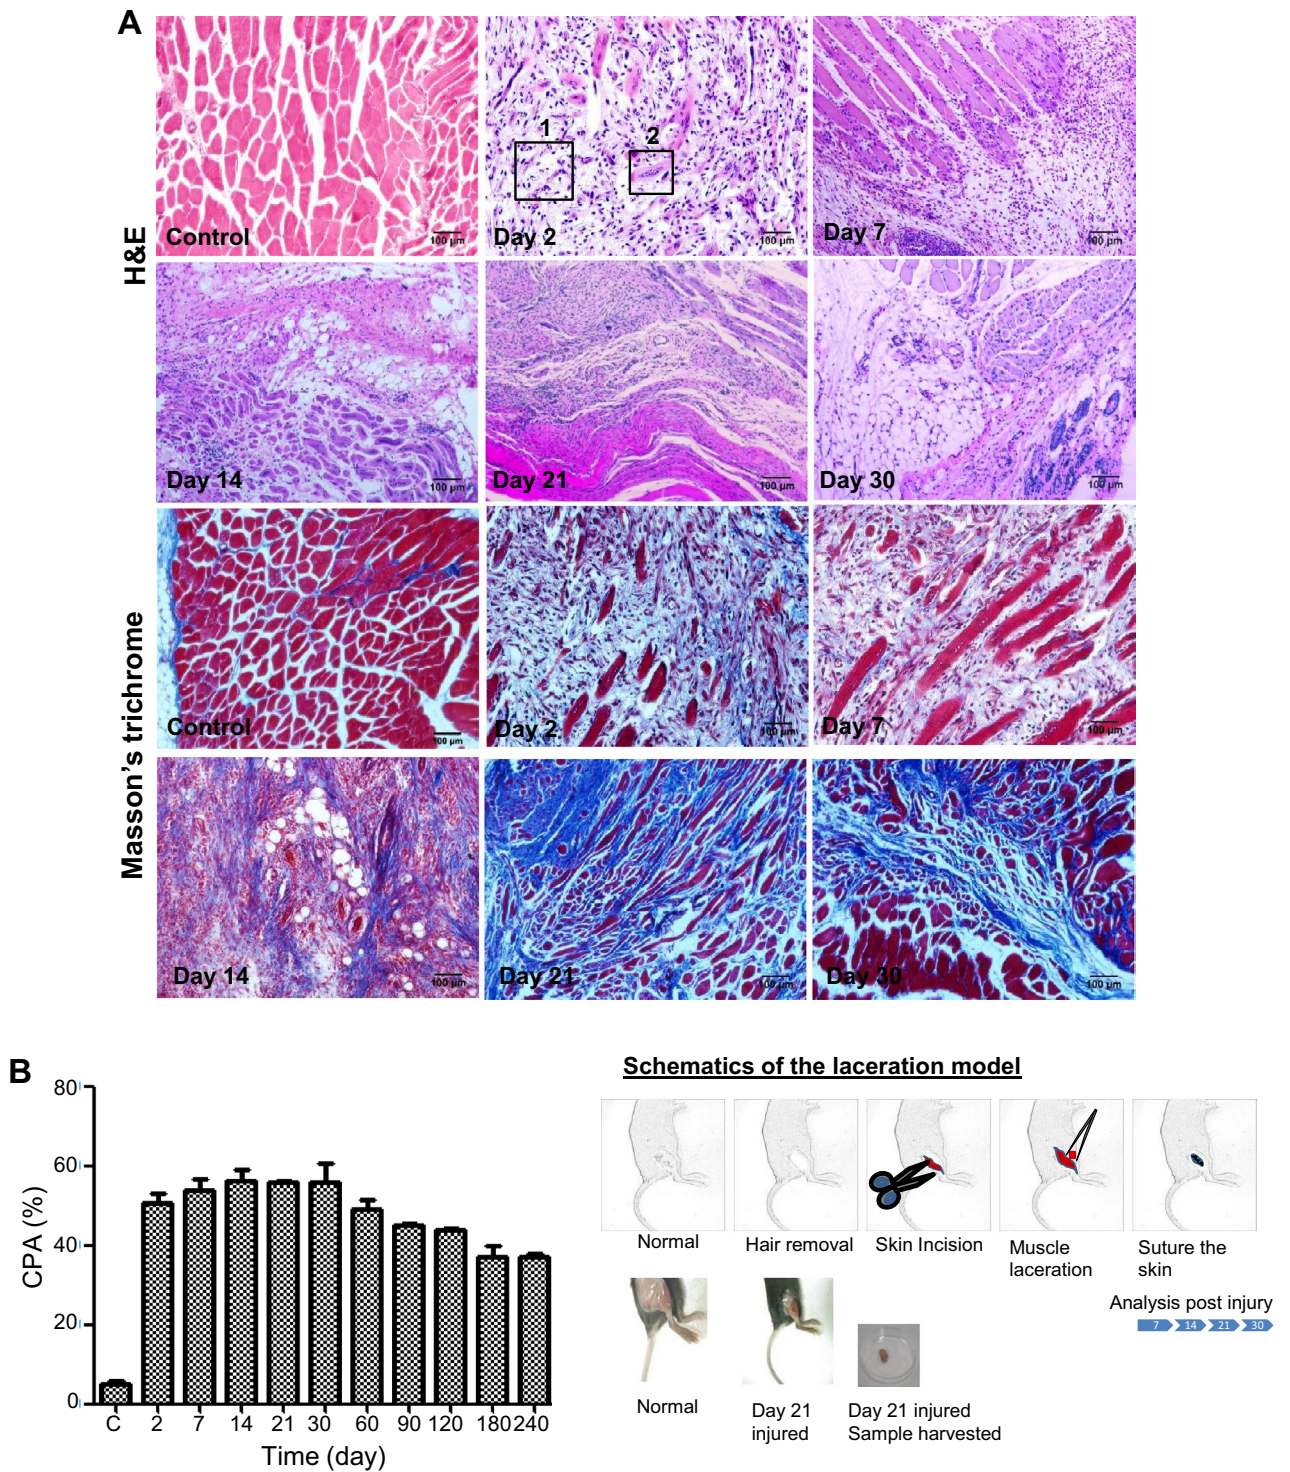 A
H&E
Control
100 µm
1
2
Day 2
100 µm
Day 7
100 µm
Day 14
100 µm
Day 21
100 µm
Day 30
100 µm
Masson's trichrome
Control
100 µm
Day 2
100 µm
Day 7
100 µm
Day 14
100 µm
Day 21
100 µm
Day 30
100 µm
B
CPA (%)
80
60
40
20
0
C 2 7 14 21 30 60 90 120 180 240
Time (day)
Schematics of the laceration model
Normal
Hair removal
Skin Incision
Muscle
laceration
Suture the
skin
Analysis post injury
7 14 21 30
Normal
Day 21
injured
Day 21 injured
Sample harvested